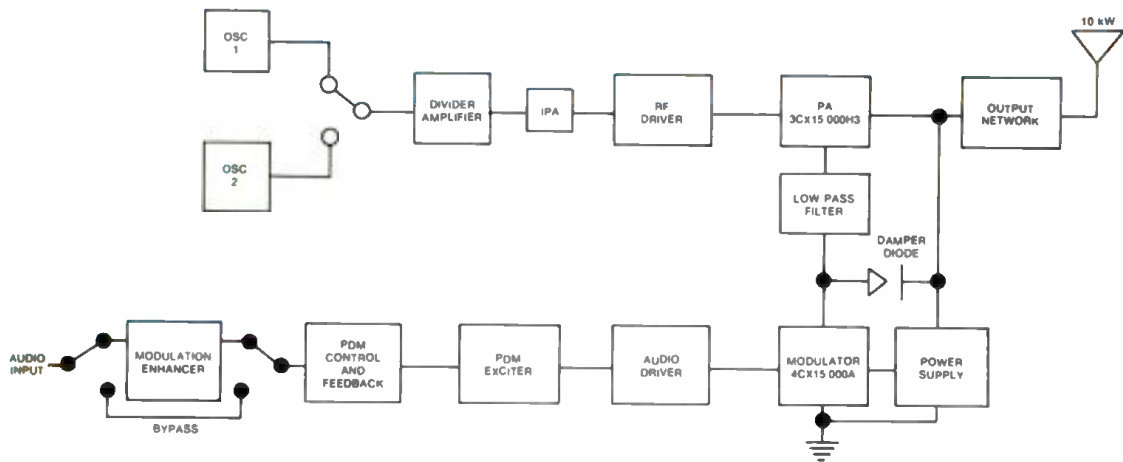 10 kW
OSC
1
DIVIDER
AMPLIFIER
IPA
RF
DRIVER
PA
3CX15 000H3
OUTPUT
NETWORK
OSC
2
LOW PASS
FILTER
DAMPER
DIODE
AUDIO
INPUT
MODULATION
ENHANCER
BYPASS
PDM
CONTROL
AND
FEEDBACK
PDM
EXCITER
AUDIO
DRIVER
MODULATOR
4CX15 000A
POWER
SUPPLY